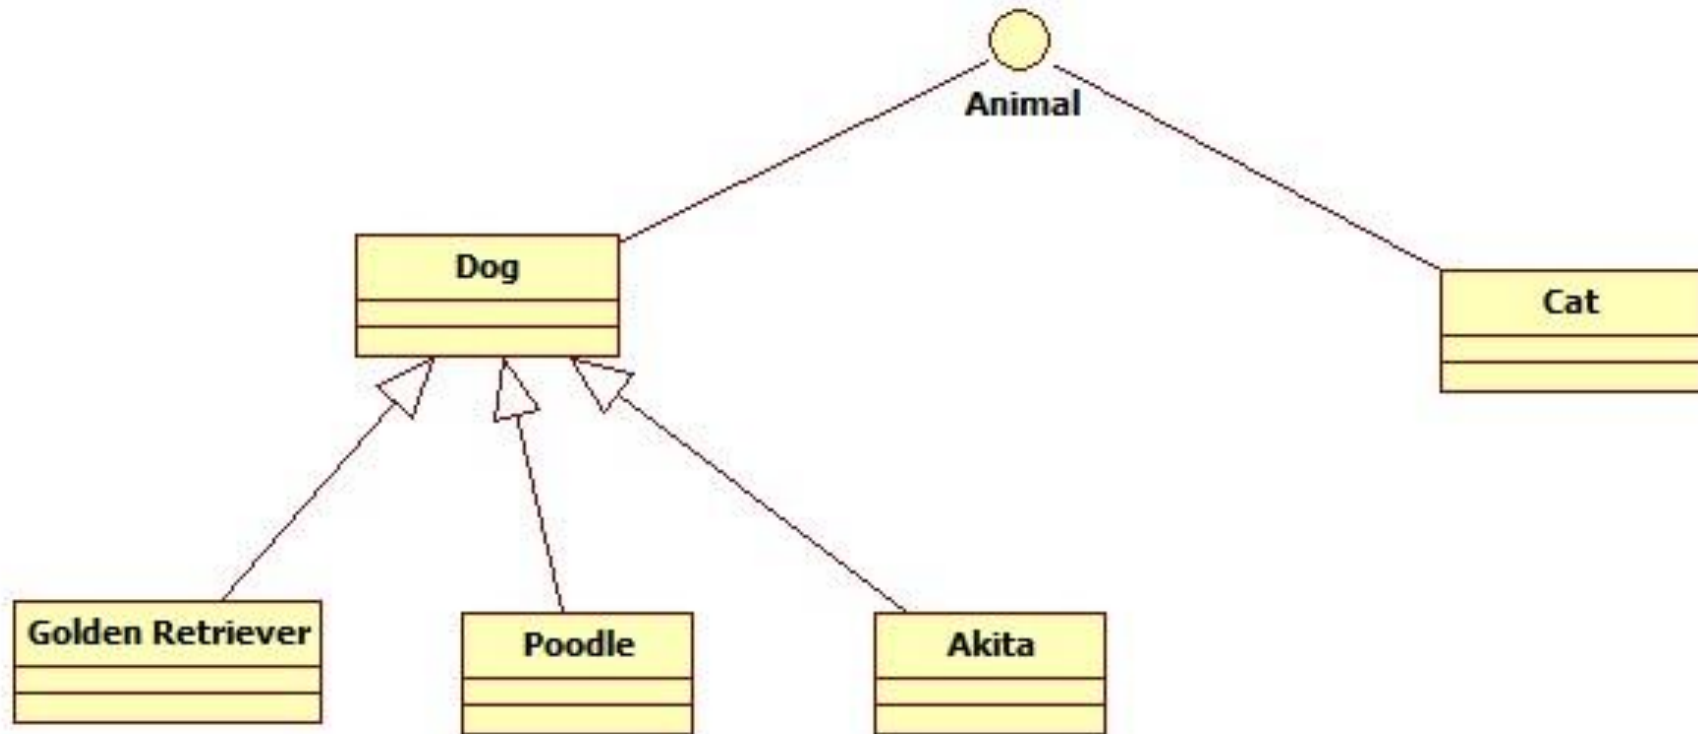 Animal
Dog
Cat
Golden Retriever
Poodle
Akita